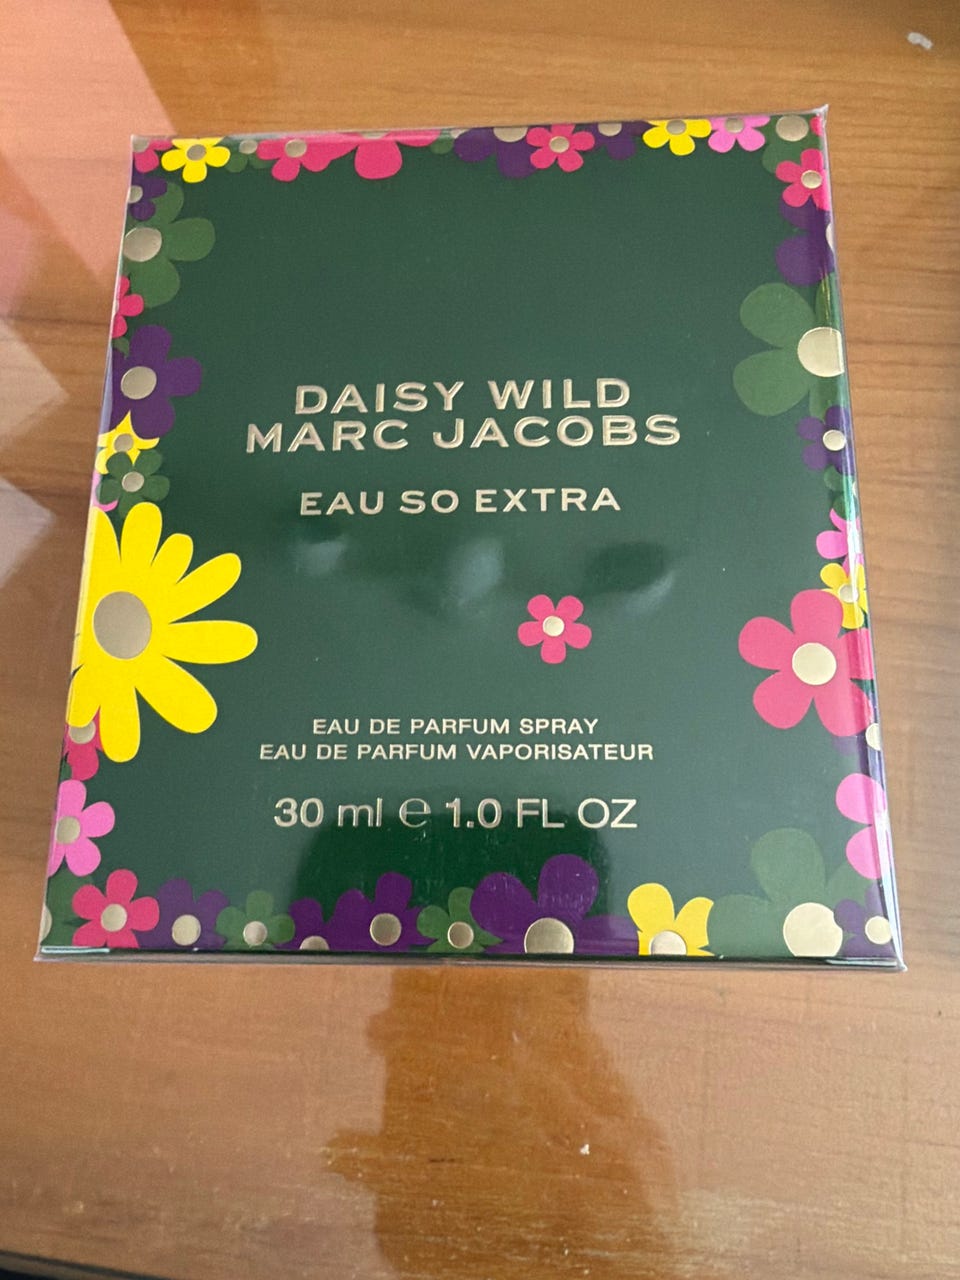 DAISY WILD
MARC JACOBS
EAU SO EXTRA
EAU DE PARFUM SPRAY
EAU DE PARFUM VAPORISATEUR
30 ml ℮ 1.0 FL OZ